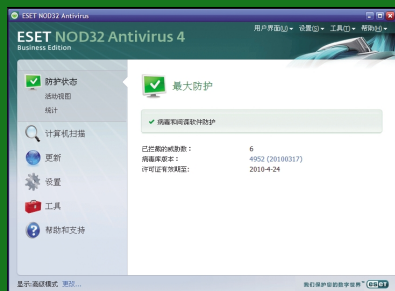 ESET NOD32 Antivirus
ESET NOD32 Antivirus 4
Business Edition
用户界面(U) 设置(S) 工具(T) 帮助(H)
防护状态
活动视图
统计
计算机扫描
更新
设置
工具
帮助和支持
最大防护
病毒和间谍软件防护
已拦截的威胁数: 6
病毒库版本: 4952 (20100317)
许可证有效期至: 2010-4-24
显示:高级模式 更改...
我们保护您的数字世界 eset